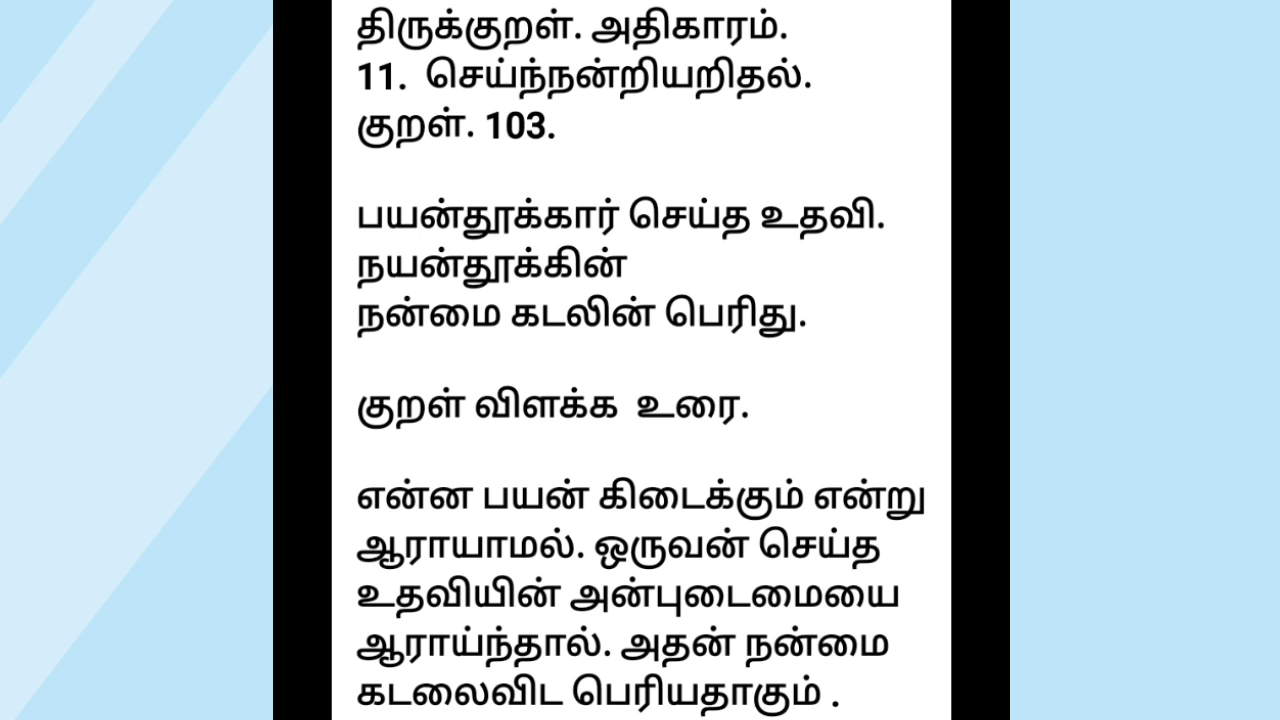 திருக்குறள். அதிகாரம்.
11. செய்ந்நன்றியறிதல்.
குறள். 103.
பயன்தூக்கார் செய்த உதவி.
நயன்தூக்கின்
நன்மை கடலின் பெரிது.
குறள் விளக்க உரை.
என்ன பயன் கிடைக்கும் என்று
ஆராயாமல். ஒருவன் செய்த
உதவியின் அன்புடைமையை
ஆராய்ந்தால். அதன் நன்மை
கடலைவிட பெரியதாகும் .